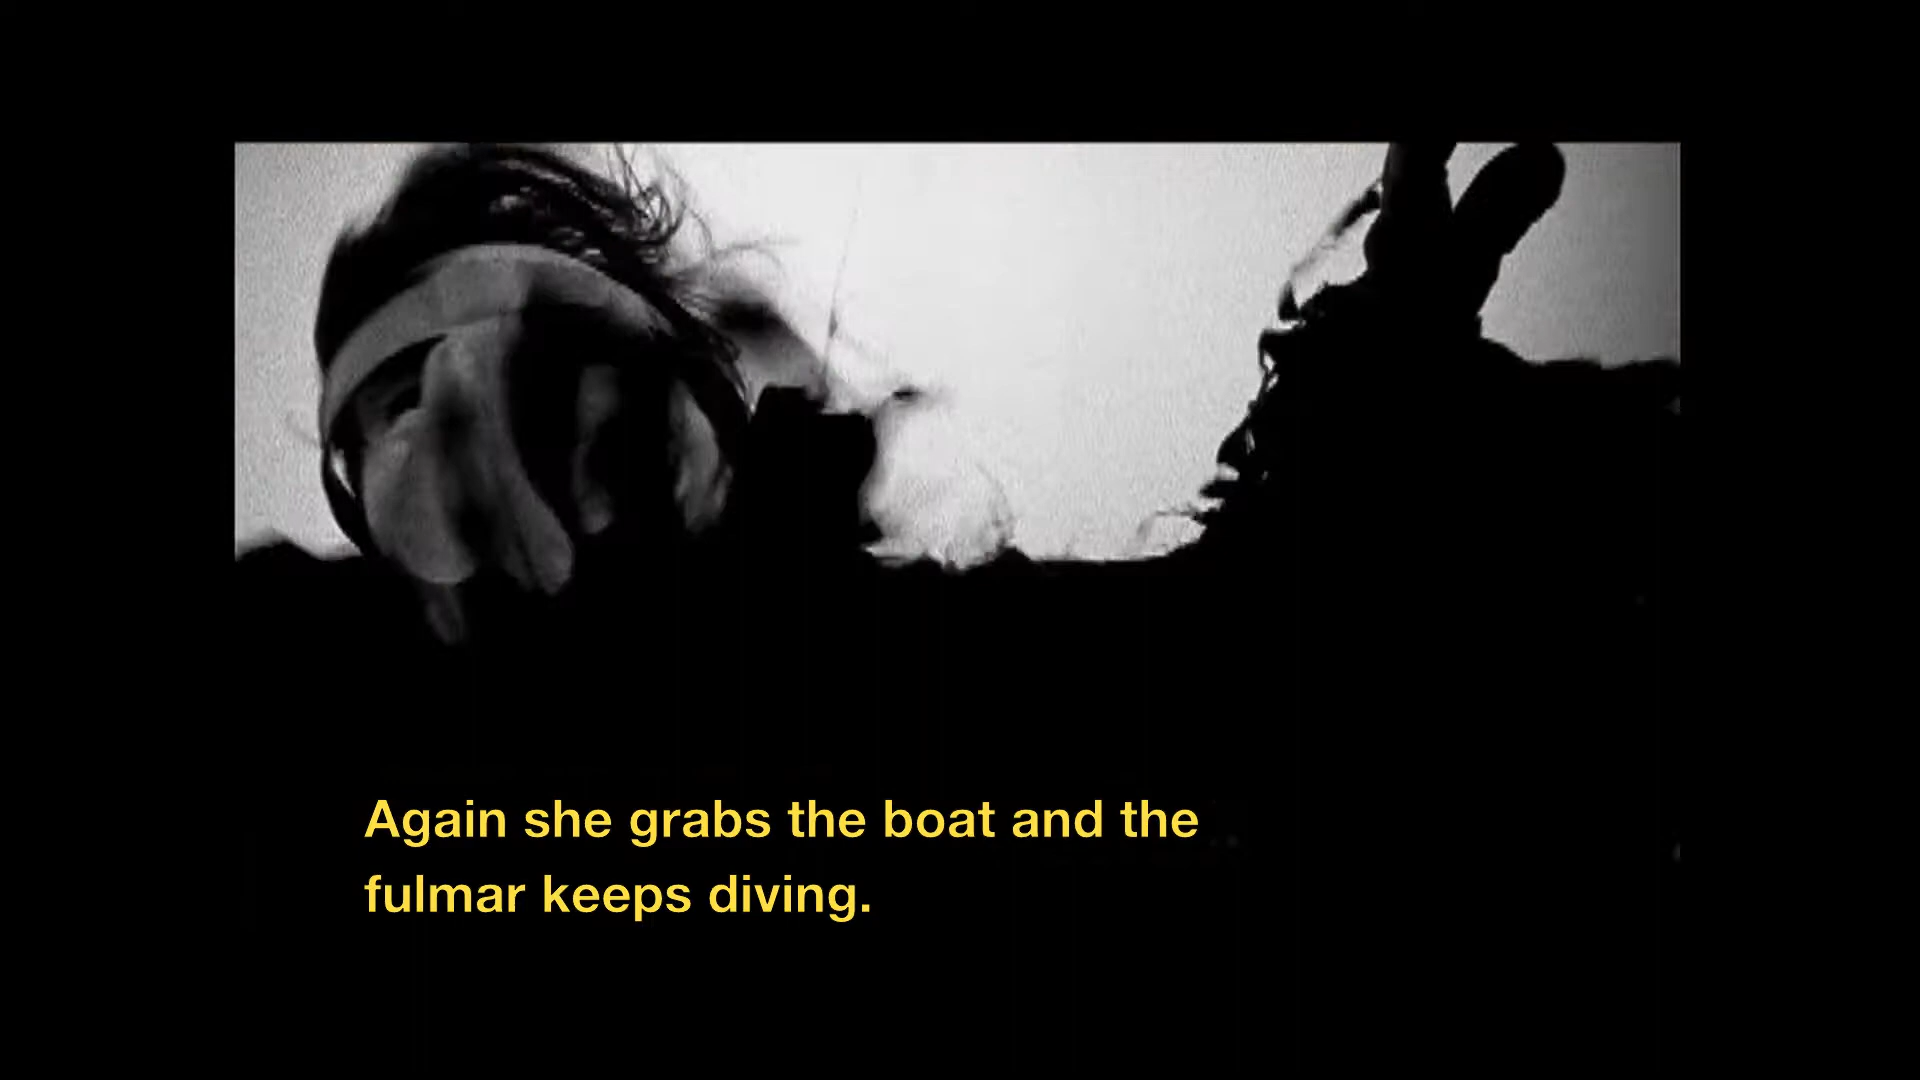 Again she grabs the boat and the
fulmar keeps diving.